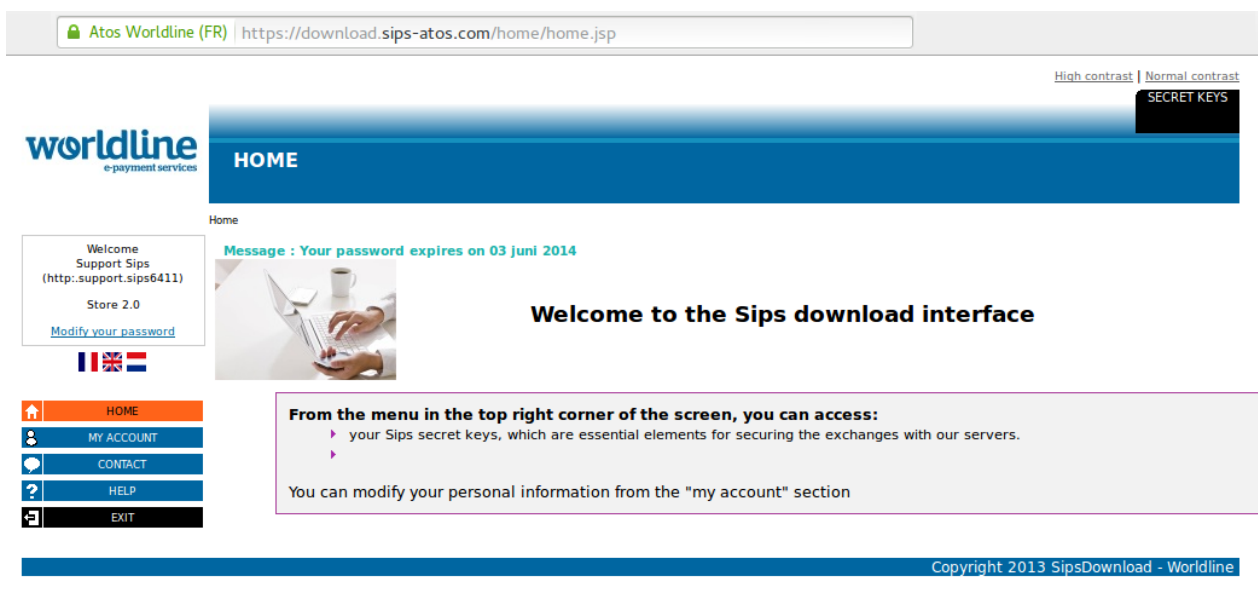 Atos Worldline (FR) https://download.sips-atos.com/home/home.jsp
High contrast | Normal contrast
SECRET KEYS
worldline
e-payment services
HOME
Home
Welcome
Support Sips
(http:.support.sips6411)
Store 2.0
Modify your password
Message : Your password expires on 03 juni 2014
Welcome to the Sips download interface
HOME
MY ACCOUNT
CONTACT
HELP
EXIT
From the menu in the top right corner of the screen, you can access:
your Sips secret keys, which are essential elements for securing the exchanges with our servers.
You can modify your personal information from the "my account" section
Copyright 2013 SipsDownload - Worldline